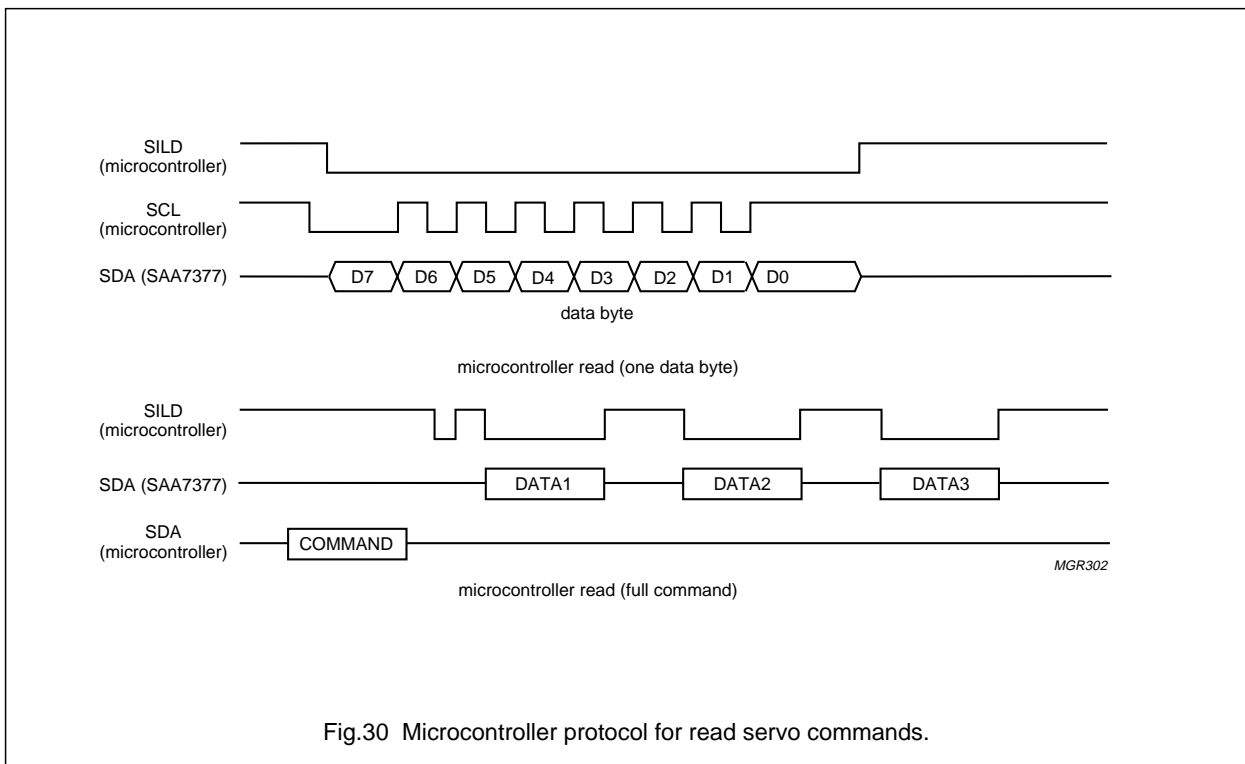 SILD
(microcontroller)
SCL
(microcontroller)
SDA (SAA7377)
D7 D6 D5 D4 D3 D2 D1 D0
data byte
microcontroller read (one data byte)
SILD
(microcontroller)
SDA (SAA7377)
DATA1 DATA2 DATA3
SDA
(microcontroller)
COMMAND
MGR302
microcontroller read (full command)
Fig.30 Microcontroller protocol for read servo commands.